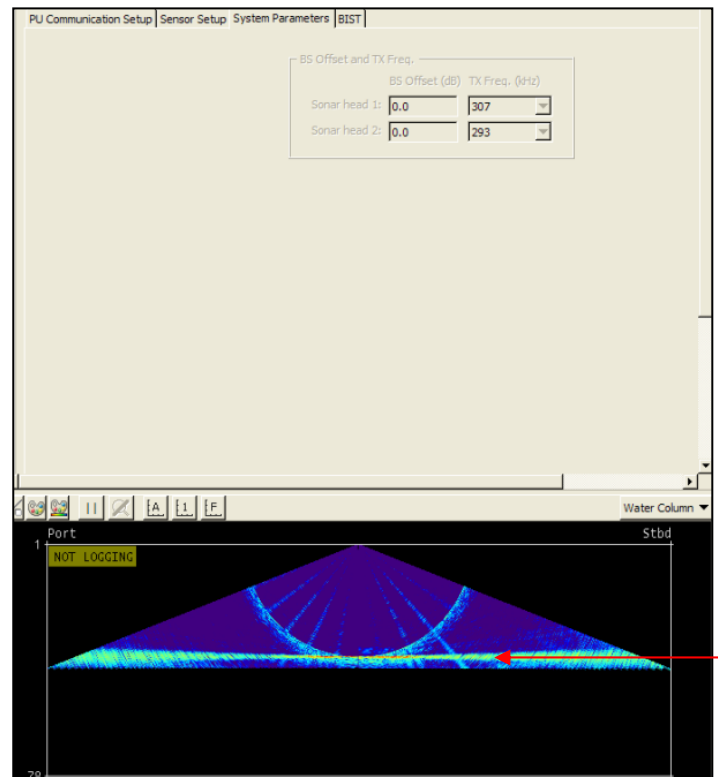 PU Communication Setup Sensor Setup System Parameters BIST
BS Offset and TX Freq.
BS Offset (dB) TX Freq. (kHz)
Sonar head 1: 0.0 307
Sonar head 2: 0.0 293
A 1 F Water Column
Port Stbd
1
NOT LOGGING
78